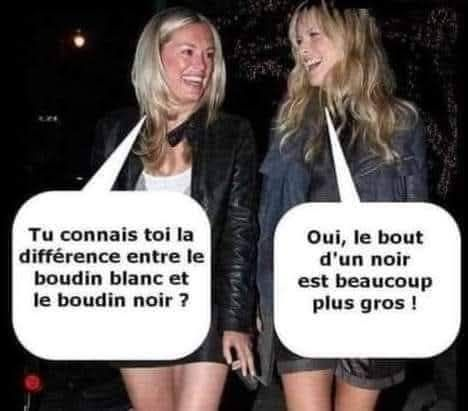 Tu connais toi la
différence entre le
boudin blanc et
le boudin noir ?
Oui, le bout
d'un noir
est beaucoup
plus gros !